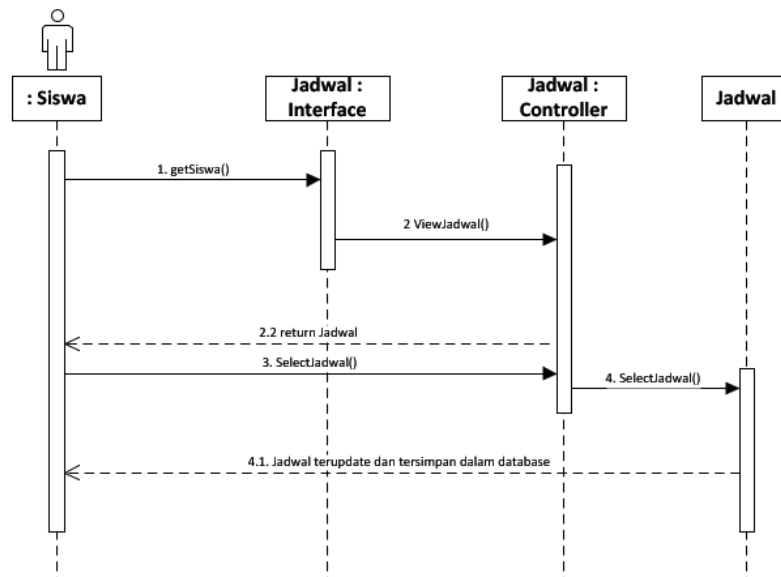 : Siswa
Jadwal :
Interface
Jadwal :
Controller
Jadwal
1. getSiswa()
2 ViewJadwal()
2.2 return Jadwal
3. SelectJadwal()
4. SelectJadwal()
4.1. Jadwal terupdate dan tersimpan dalam database